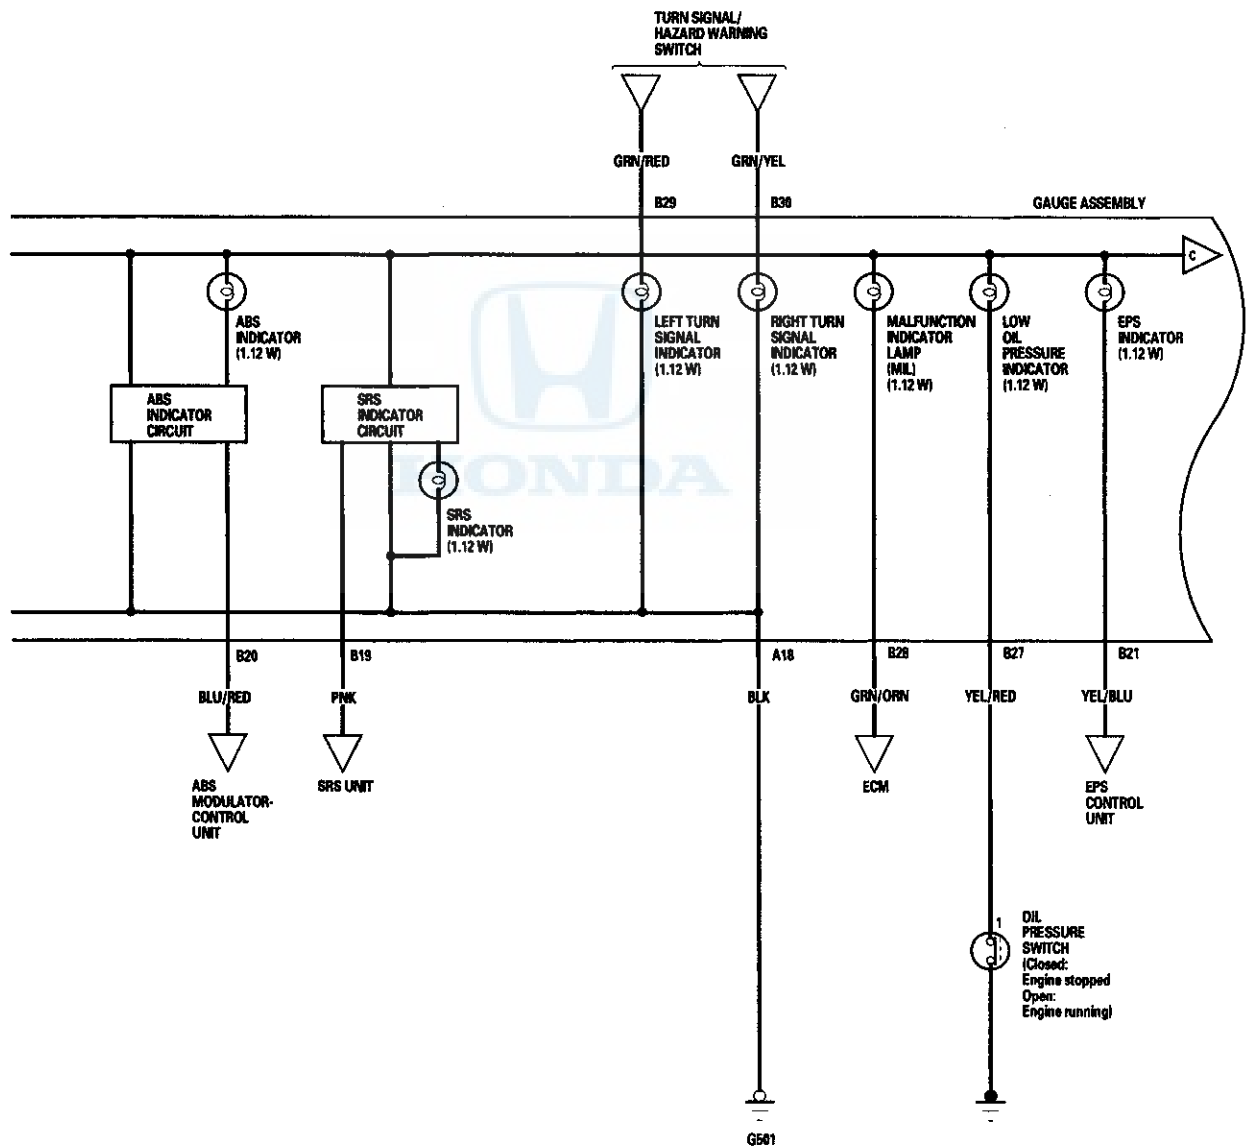 TURN SIGNAL/
HAZARD WARNING
SWITCH
GRN/RED
GRN/YEL
B29
B30
GAUGE ASSEMBLY
C
ABS
INDICATOR
(1.12 W)
LEFT TURN
SIGNAL
INDICATOR
(1.12 W)
RIGHT TURN
SIGNAL
INDICATOR
(1.12 W)
MALFUNCTION
INDICATOR
LAMP
(MIL)
(1.12 W)
LOW
OIL
PRESSURE
INDICATOR
(1.12 W)
EPS
INDICATOR
(1.12 W)
ABS
INDICATOR
CIRCUIT
SRS
INDICATOR
CIRCUIT
HONDA
SRS
INDICATOR
(1.12 W)
B20
B19
A18
B28
B27
B21
BLU/RED
PNK
BLK
GRN/ORN
YEL/RED
YEL/BLU
ABS
MODULATOR-
CONTROL
UNIT
SRS UNIT
ECM
EPS
CONTROL
UNIT
1
OIL
PRESSURE
SWITCH
(Closed:
Engine stopped
Open:
Engine running)
G501